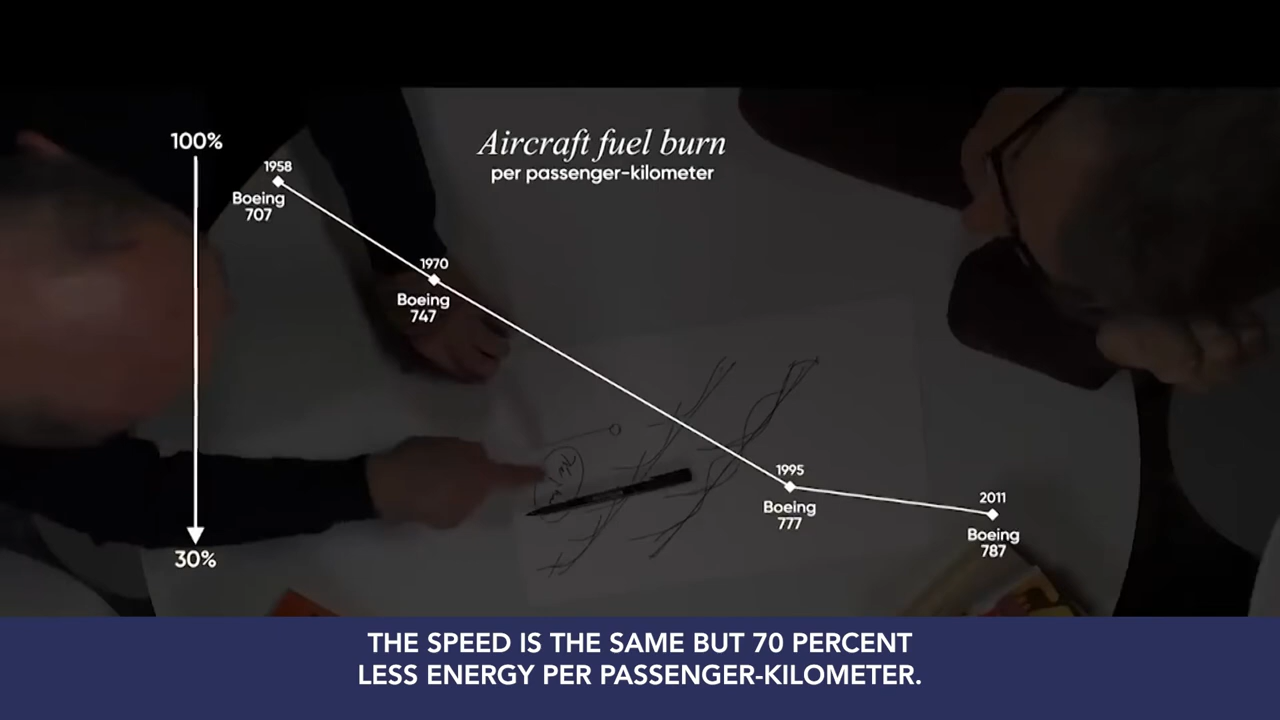 Aircraft fuel burn
per passenger-kilometer
100%
30%
1958
Boeing
707
1970
Boeing
747
1995
Boeing
777
2011
Boeing
787
THE SPEED IS THE SAME BUT 70 PERCENT
LESS ENERGY PER PASSENGER-KILOMETER.